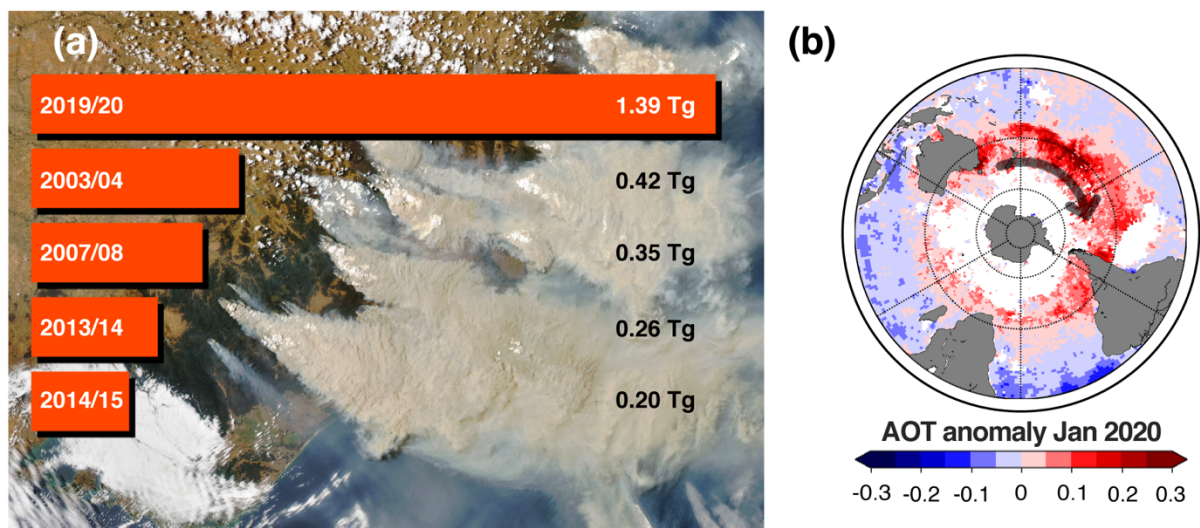 (a)
2019/20 1.39 Tg
2003/04 0.42 Tg
2007/08 0.35 Tg
2013/14 0.26 Tg
2014/15 0.20 Tg
(b)
AOT anomaly Jan 2020
-0.3 -0.2 -0.1 0 0.1 0.2 0.3